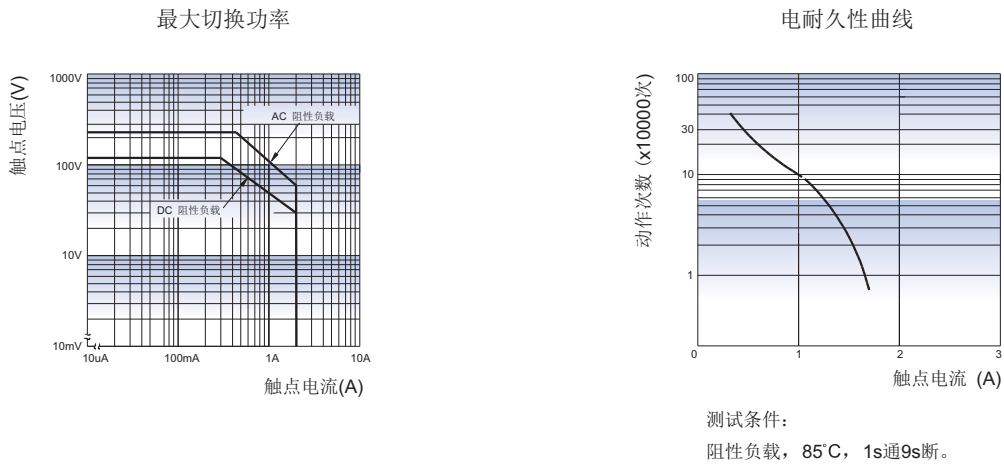 最大切换功率
触点电压(V)
1000V
100V
10V
10mV
AC 阻性负载
DC 阻性负载
10uA
100mA
1A
10A
触点电流(A)
电耐久性曲线
动作次数 (x10000次)
100
30
10
1
0
1
2
3
触点电流 (A)
测试条件：
阻性负载，85˚C，1s通9s断。